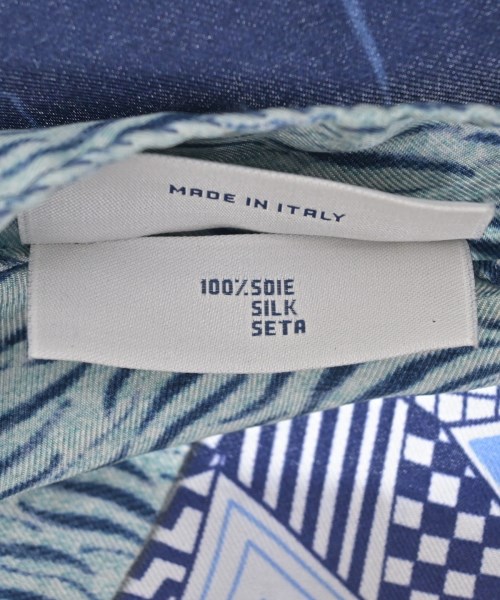 MADE IN ITALY
100% SOIE
SILK
SETA